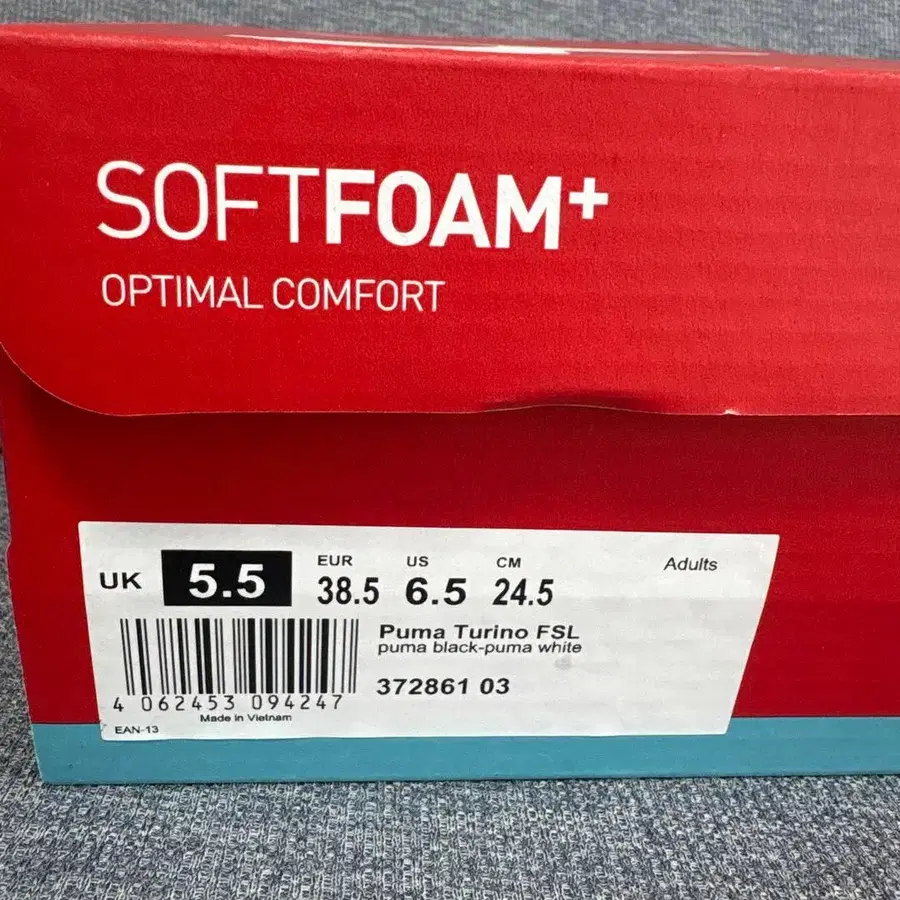 SOFTFOAM+
OPTIMAL COMFORT
UK 5.5 EUR 38.5 US 6.5 CM 24.5 Adults
Puma Turino FSL
puma black-puma white
372861 03
4 062453 094247
Made in Vietnam
EAN-13